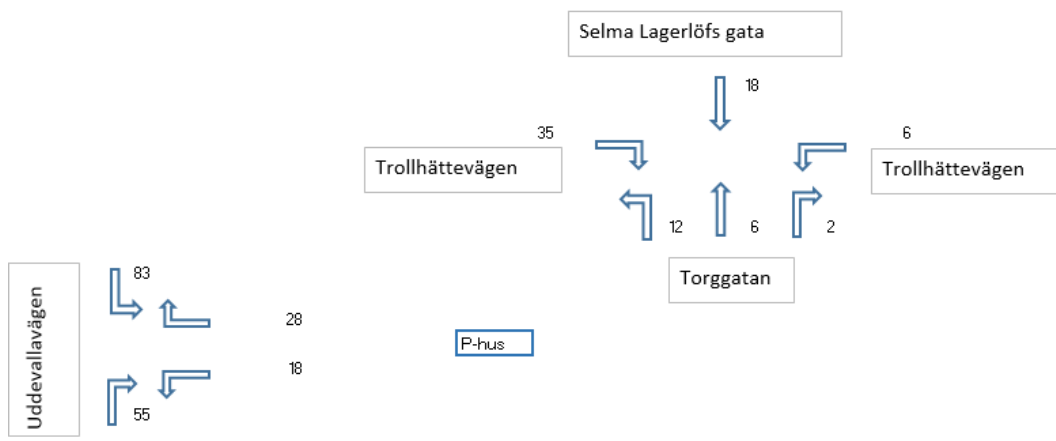 Selma Lagerlöfs gata
18
35
6
Trollhättevägen
Trollhättevägen
12
6
2
Torggatan
Uddevallavägen
83
28
P-hus
18
55